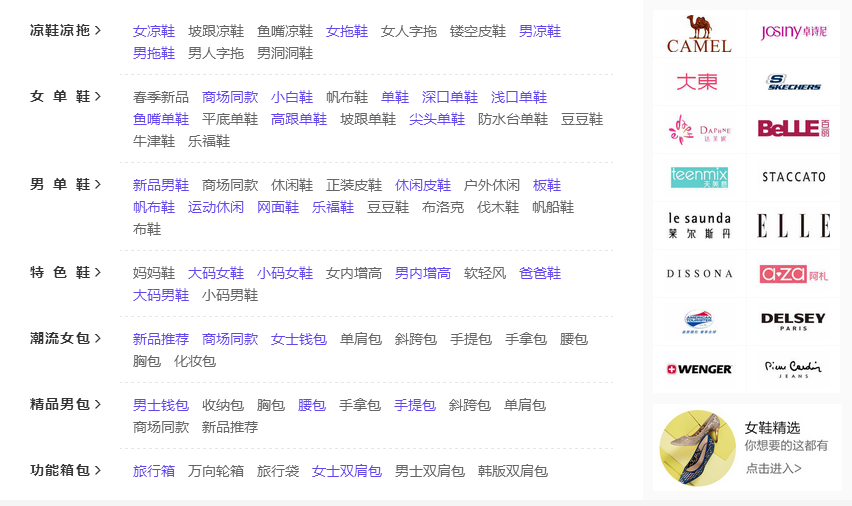 凉鞋凉拖 > 女凉鞋 坡跟凉鞋 鱼嘴凉鞋 女拖鞋 女人字拖 镂空皮鞋 男凉鞋
男拖鞋 男人字拖 男洞洞鞋
女 单 鞋 > 春季新品 商场同款 小白鞋 帆布鞋 单鞋 深口单鞋 浅口单鞋
鱼嘴单鞋 平底单鞋 高跟单鞋 坡跟单鞋 尖头单鞋 防水台单鞋 豆豆鞋
牛津鞋 乐福鞋
男 单 鞋 > 新品男鞋 商场同款 休闲鞋 正装皮鞋 休闲皮鞋 户外休闲 板鞋
帆布鞋 运动休闲 网面鞋 乐福鞋 豆豆鞋 布洛克 伐木鞋 帆船鞋
布鞋
特 色 鞋 > 妈妈鞋 大码女鞋 小码女鞋 女内增高 男内增高 软轻风 爸爸鞋
大码男鞋 小码男鞋
潮流女包 > 新品推荐 商场同款 女士钱包 单肩包 斜跨包 手提包 手拿包 腰包
胸包 化妆包
精品男包 > 男士钱包 收纳包 胸包 腰包 手拿包 手提包 斜跨包 单肩包
商场同款 新品推荐
功能箱包 > 旅行箱 万向轮箱 旅行袋 女士双肩包 男士双肩包 韩版双肩包
CAMEL
JOSINY 卓诗尼
大東
S SKECHERS
DAPHNE
达芙妮
BeLLE 百丽
teenmix
天美意
STACCATO
le saunda
莱尔斯丹
ELLE
DISSONA
a.za 阿札
AMERICAN TOURISTER
DELSEY
PARIS
WENGER
Pierre Cardin
JEANS
女鞋精选
你想要的这都有
点击进入>